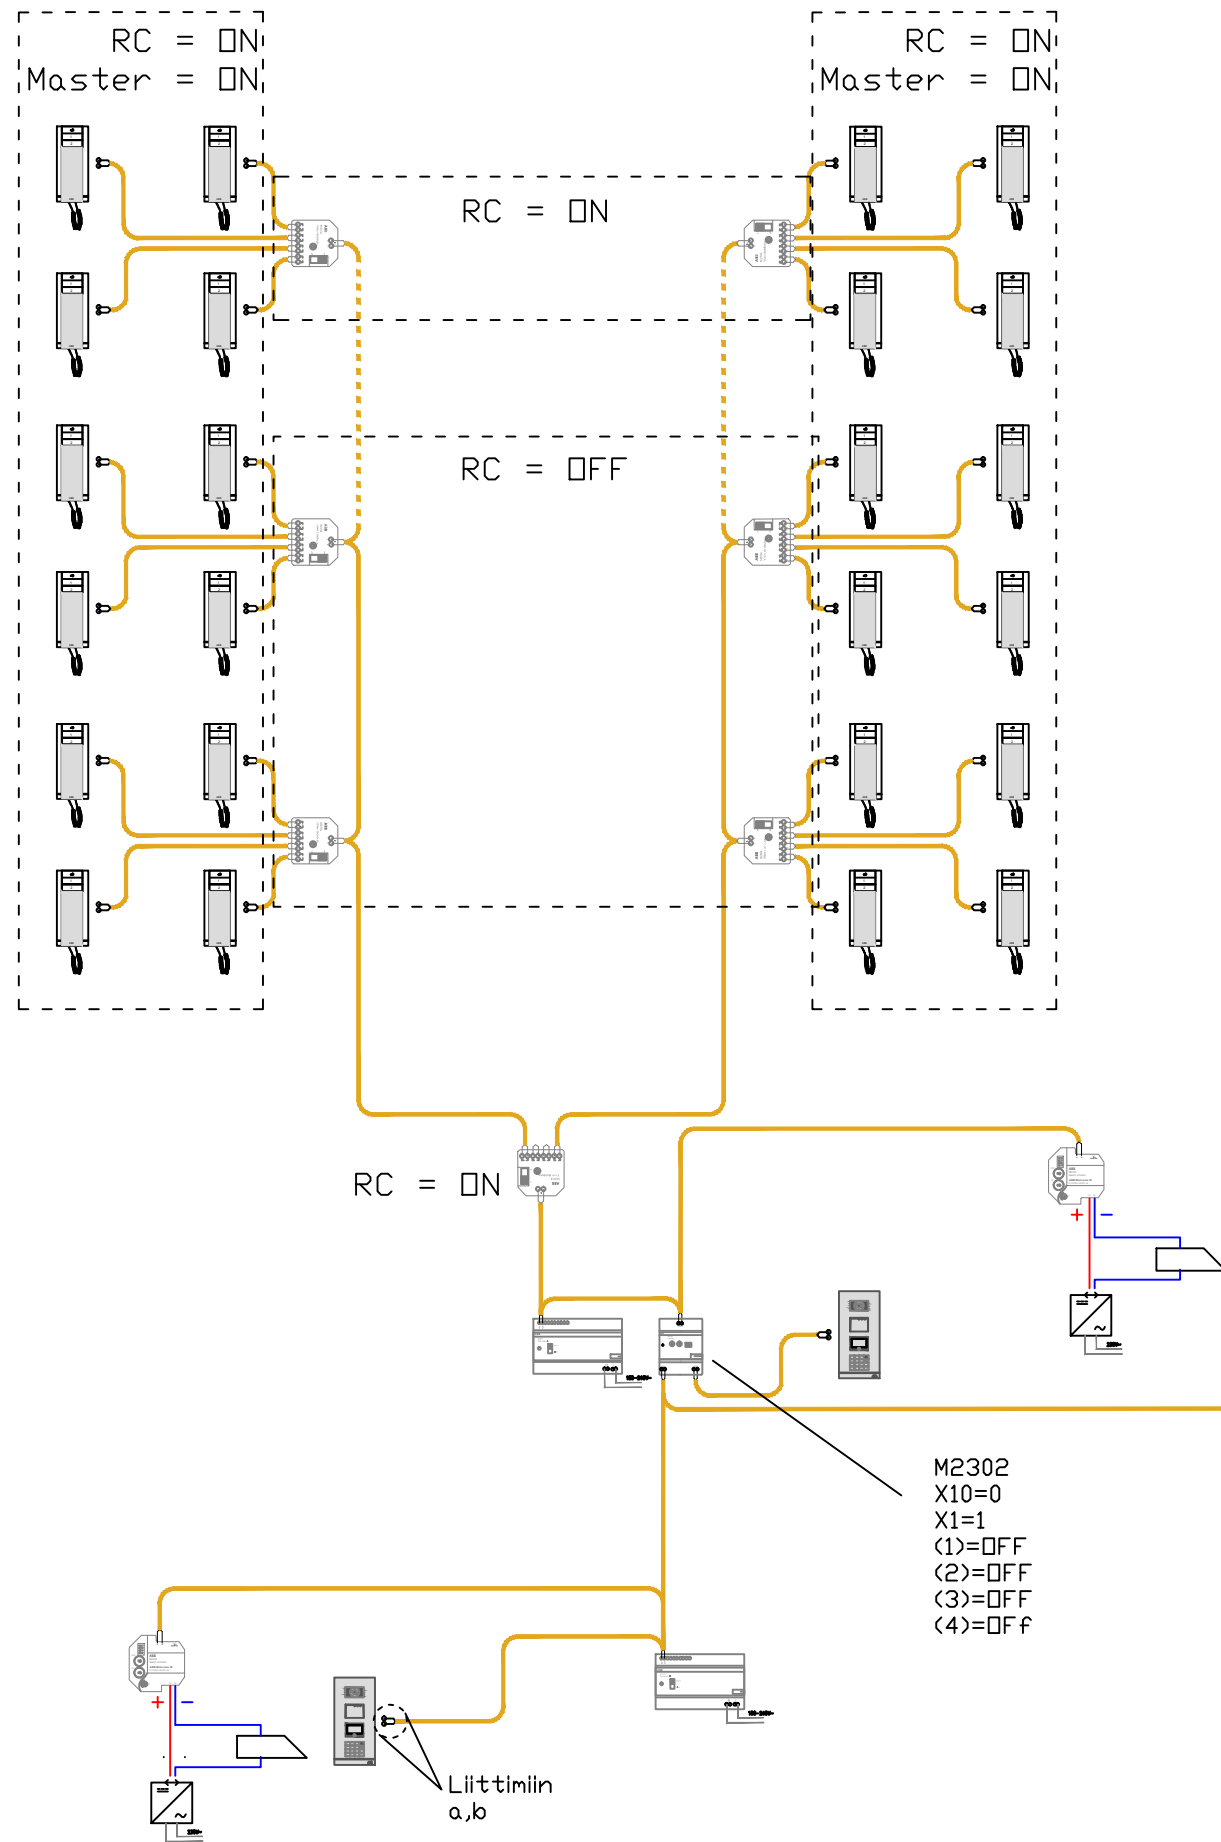 RC = ON
Master = ON
RC = ON
Master = ON
RC = ON
RC = OFF
RC = ON
+ -
M2302
X10=0
X1=1
(1)=OFF
(2)=OFF
(3)=OFF
(4)=OFf
+ -
Liittimiin
a,b